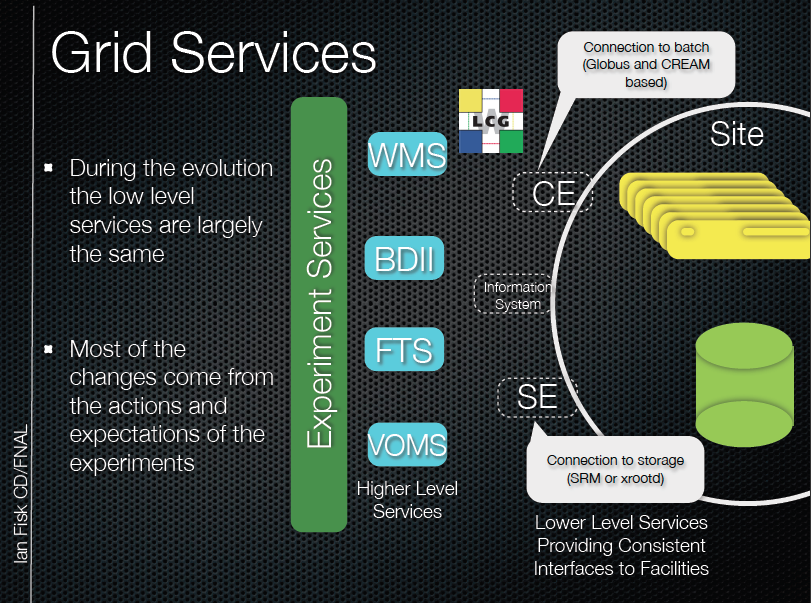 Grid Services
During the evolution
the low level
services are largely
the same
Most of the
changes come from
the actions and
expectations of the
experiments
Ian Fisk CD/FNAL
Experiment Services
LCG
WMS
BDII
FTS
VOMS
Higher Level
Services
Connection to batch
(Globus and CREAM
based)
Site
CE
Information
System
SE
Connection to storage
(SRM or xrootd)
Lower Level Services
Providing Consistent
Interfaces to Facilities